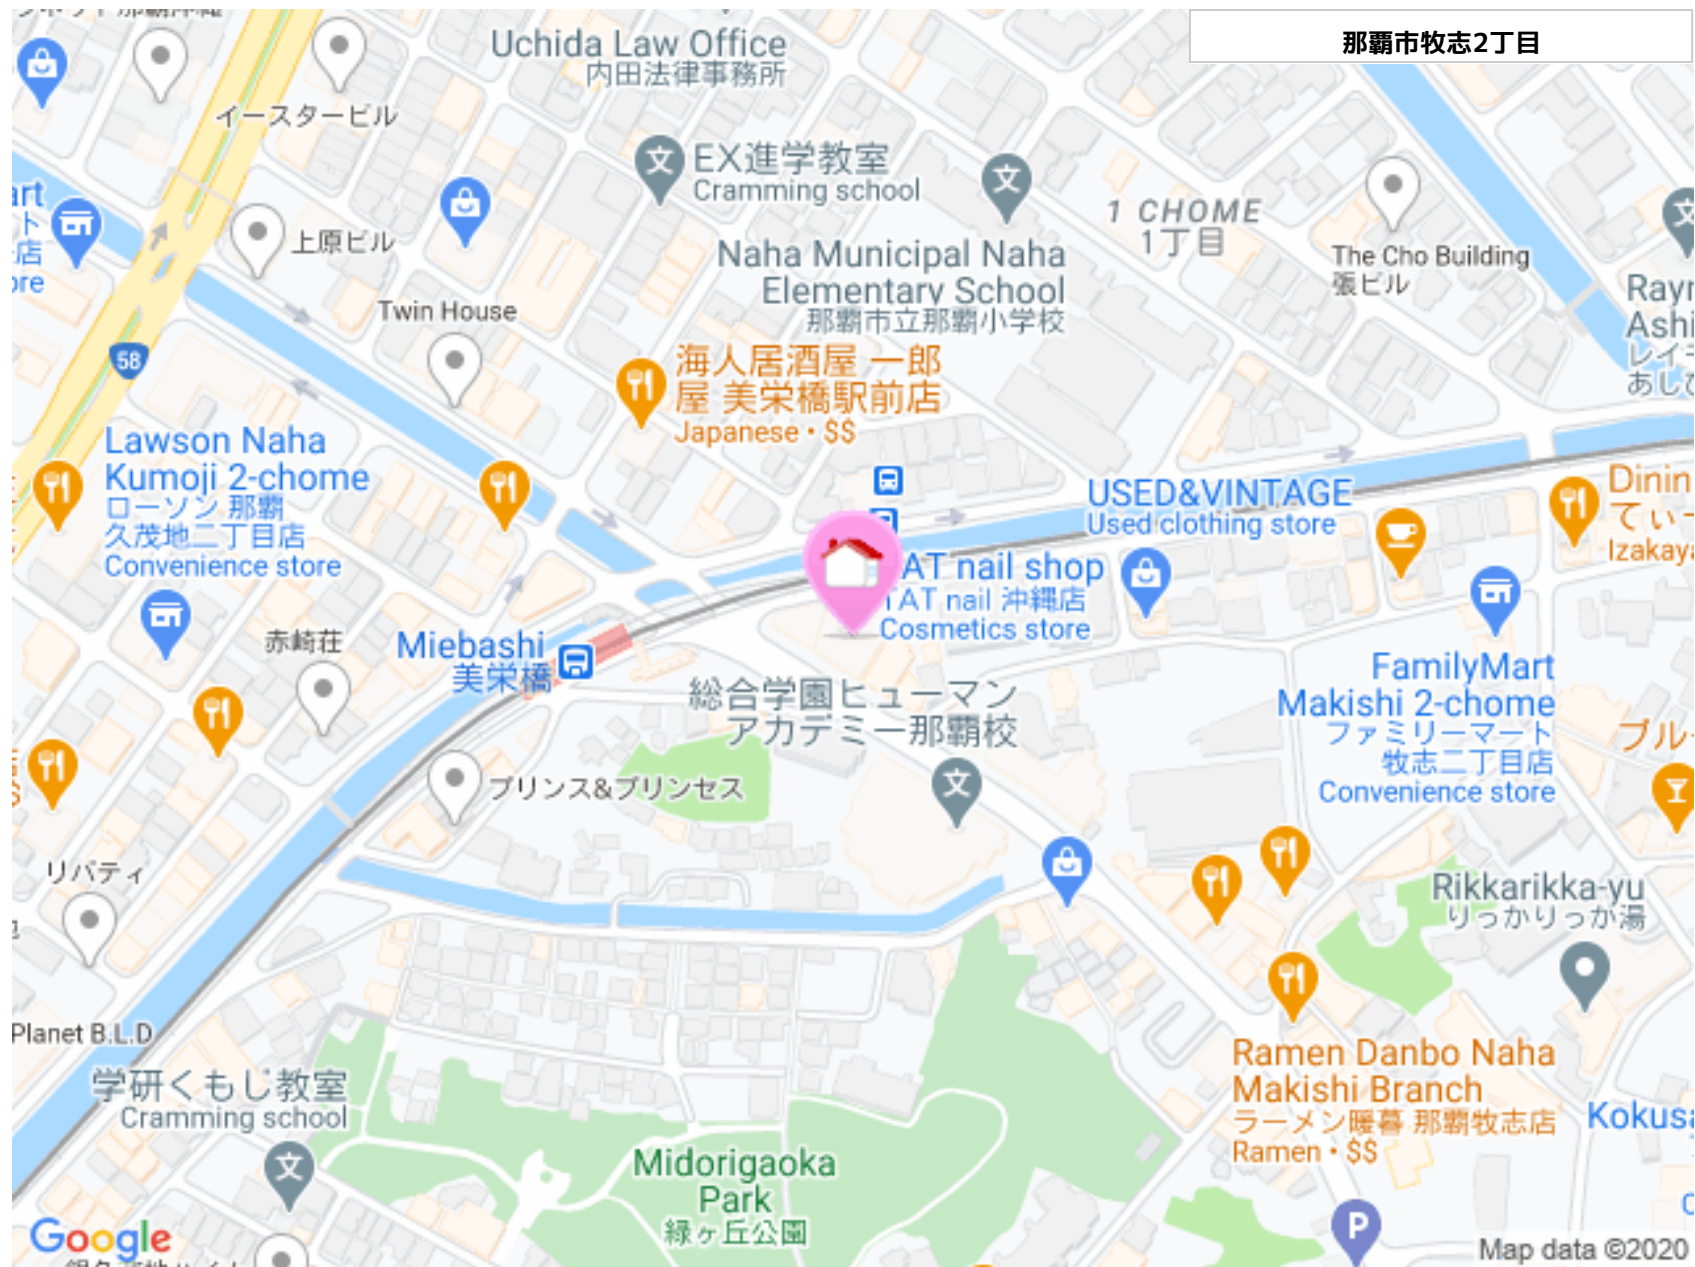 那覇市牧志2丁目
Uchida Law Office
内田法律事務所
イースタービル
EX進学教室
Cramming school
1 CHOME
1丁目
上原ビル
Naha Municipal Naha
Elementary School
那覇市立那覇小学校
The Cho Building
張ビル
art
ト
店
ore
Twin House
58
海人居酒屋 一郎
屋 美栄橋駅前店
Japanese • $$
Lawson Naha
Kumoji 2-chome
ローソン 那覇
久茂地二丁目店
Convenience store
USED&VINTAGE
Used clothing store
AT nail shop
TAT nail 沖縄店
Cosmetics store
Dinin
Izakaya
赤崎荘
Miebashi
美栄橋
総合学園ヒューマン
アカデミー那覇校
FamilyMart
Makishi 2-chome
ファミリーマート
牧志二丁目店
Convenience store
プリンス&プリンセス
リバティ
Rikkarikka-yu
りっかりっか湯
Planet B.L.D
学研くもじ教室
Cramming school
Ramen Danbo Naha
Makishi Branch
ラーメン暖暮 那覇牧志店
Ramen • $$
Kokusa
Midorigaoka
Park
緑ヶ丘公園
P
Google
Map data ©2020